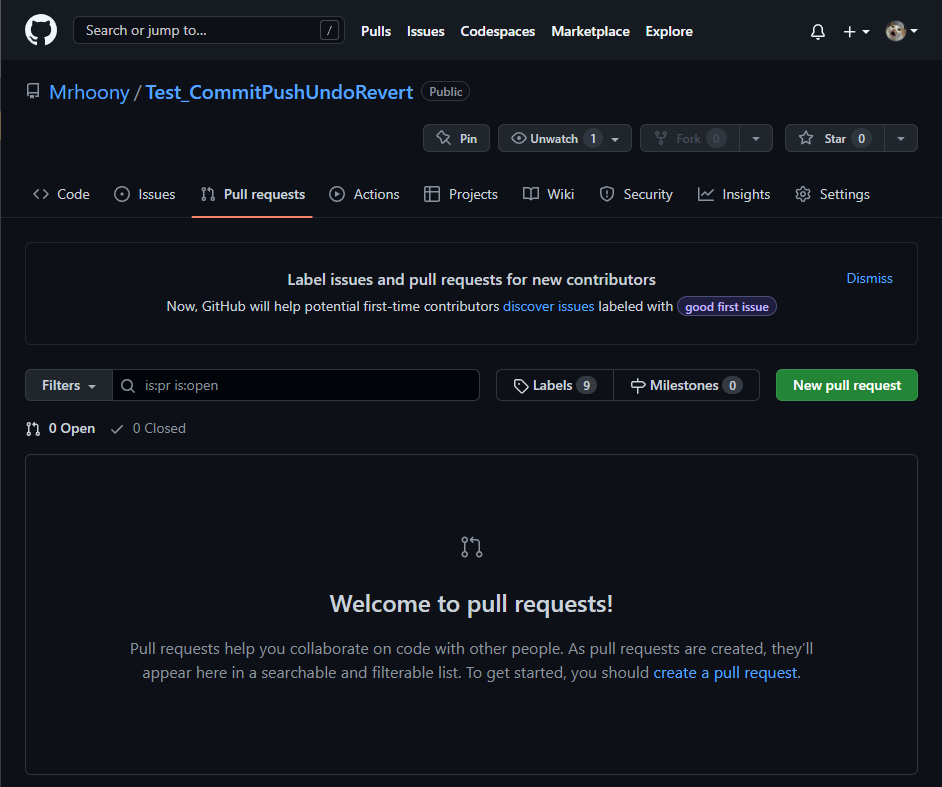 Search or jump to... / Pulls Issues Codespaces Marketplace Explore
Mrhoony / Test_CommitPushUndoRevert Public
Pin Unwatch 1 Fork 0 Star 0
Code Issues Pull requests Actions Projects Wiki Security Insights Settings
Label issues and pull requests for new contributors Dismiss
Now, GitHub will help potential first-time contributors discover issues labeled with good first issue
Filters is:pr is:open Labels 9 Milestones 0 New pull request
0 Open 0 Closed
Welcome to pull requests!
Pull requests help you collaborate on code with other people. As pull requests are created, they’ll
appear here in a searchable and filterable list. To get started, you should create a pull request.